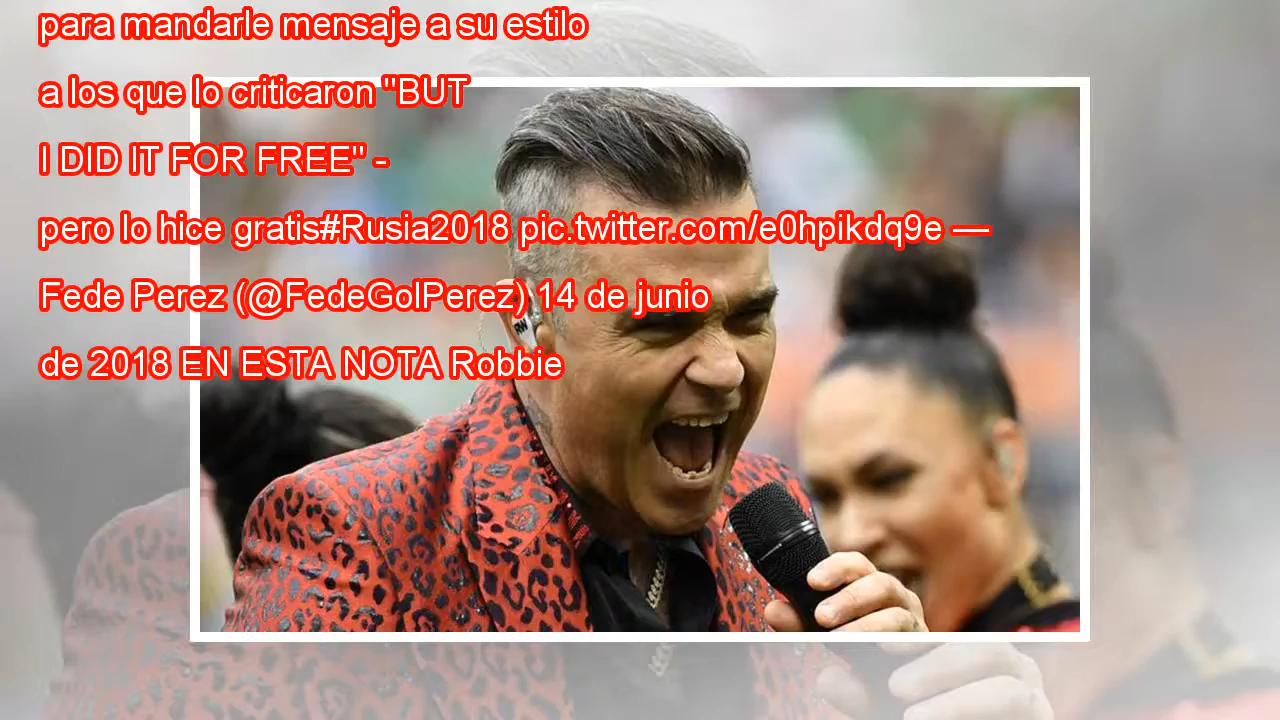 para mandarle mensaje a su estilo
a los que lo criticaron "BUT
I DID IT FOR FREE" -
pero lo hice gratis#Rusia2018 pic.twitter.com/e0hpikdq9e —
Fede Perez (@FedeGolPerez) 14 de junio
de 2018 EN ESTA NOTA Robbie
RW